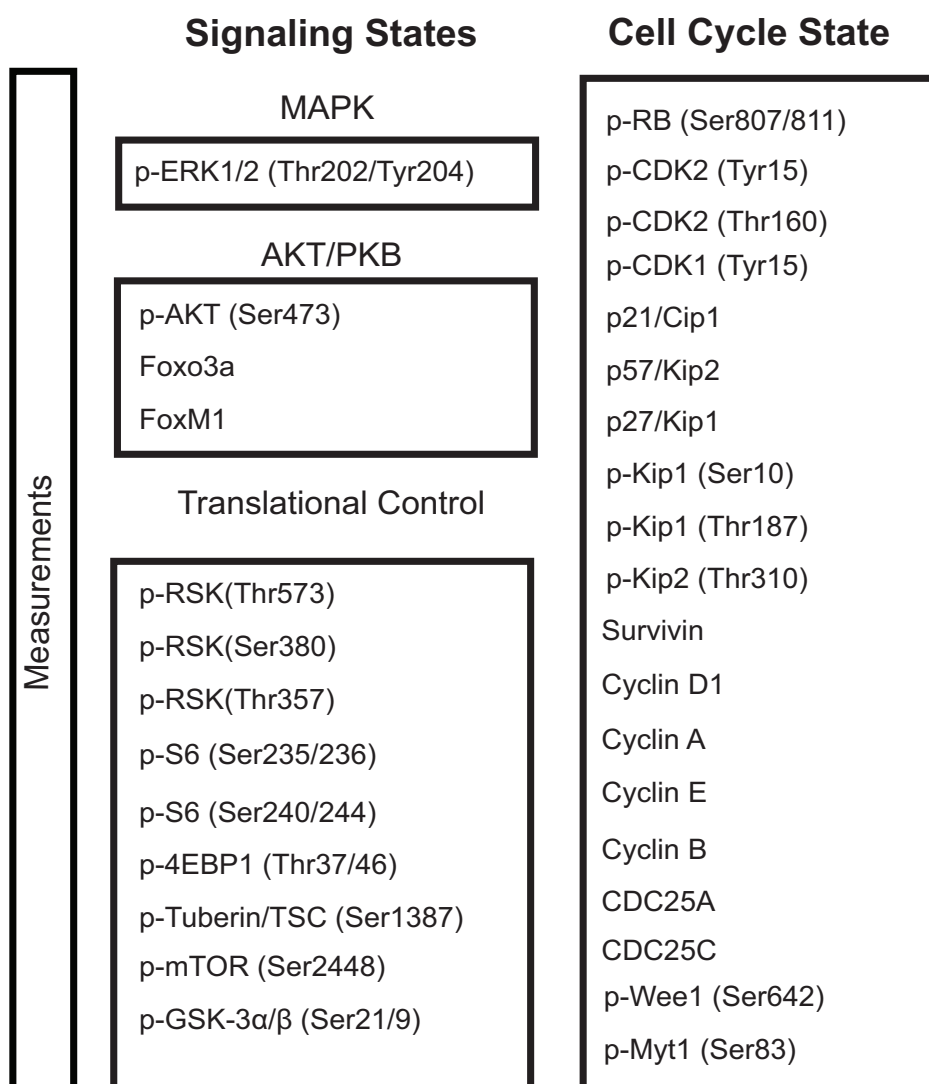 Signaling States
Cell Cycle State
Measurements
MAPK
p-ERK1/2 (Thr202/Tyr204)
AKT/PKB
p-AKT (Ser473)
Foxo3a
FoxM1
Translational Control
p-RSK(Thr573)
p-RSK(Ser380)
p-RSK(Thr357)
p-S6 (Ser235/236)
p-S6 (Ser240/244)
p-4EBP1 (Thr37/46)
p-Tuberin/TSC (Ser1387)
p-mTOR (Ser2448)
p-GSK-3α/β (Ser21/9)
p-RB (Ser807/811)
p-CDK2 (Tyr15)
p-CDK2 (Thr160)
p-CDK1 (Tyr15)
p21/Cip1
p57/Kip2
p27/Kip1
p-Kip1 (Ser10)
p-Kip1 (Thr187)
p-Kip2 (Thr310)
Survivin
Cyclin D1
Cyclin A
Cyclin E
Cyclin B
CDC25A
CDC25C
p-Wee1 (Ser642)
p-Myt1 (Ser83)